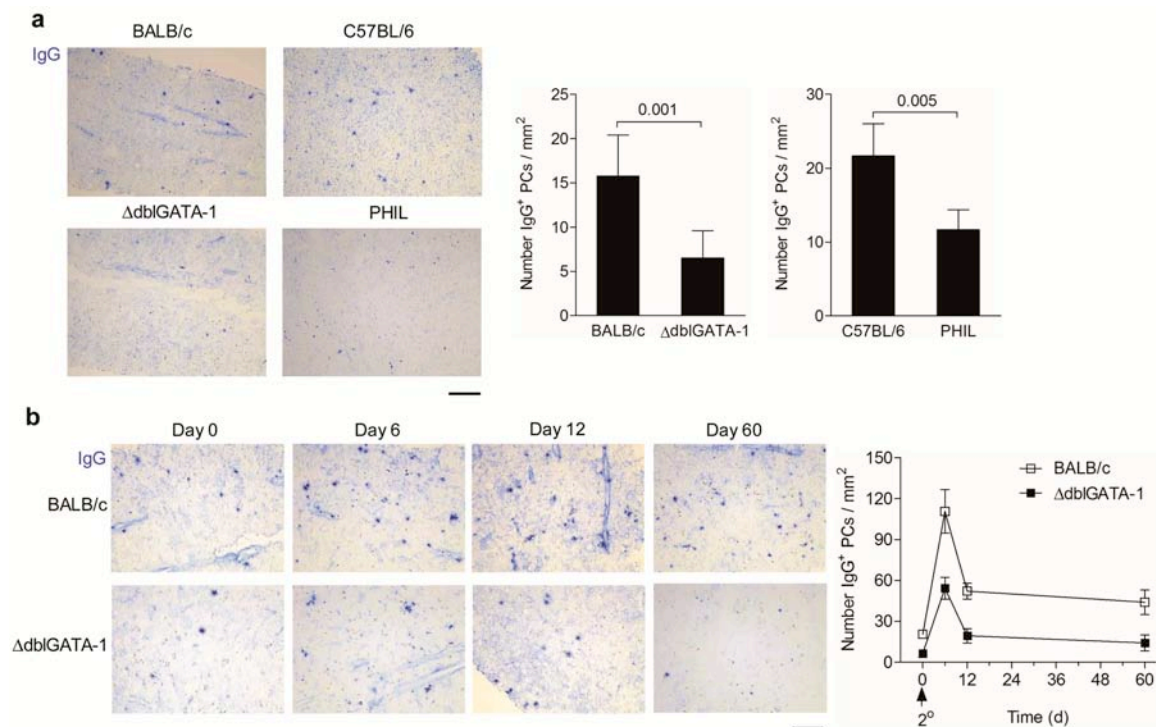 a
BALB/c
C57BL/6
IgG
ΔdblGATA-1
PHIL
Number IgG+ PCs / mm2
25
20
15
10
5
0
0.001
BALB/c ΔdblGATA-1
Number IgG+ PCs / mm2
30
20
10
0
0.005
C57BL/6 PHIL
b
Day 0 Day 6 Day 12 Day 60
IgG
BALB/c
ΔdblGATA-1
Number IgG+ PCs / mm2
150
120
90
60
30
0
BALB/c
ΔdblGATA-1
0 12 24 36 48 60
2º
Time (d)